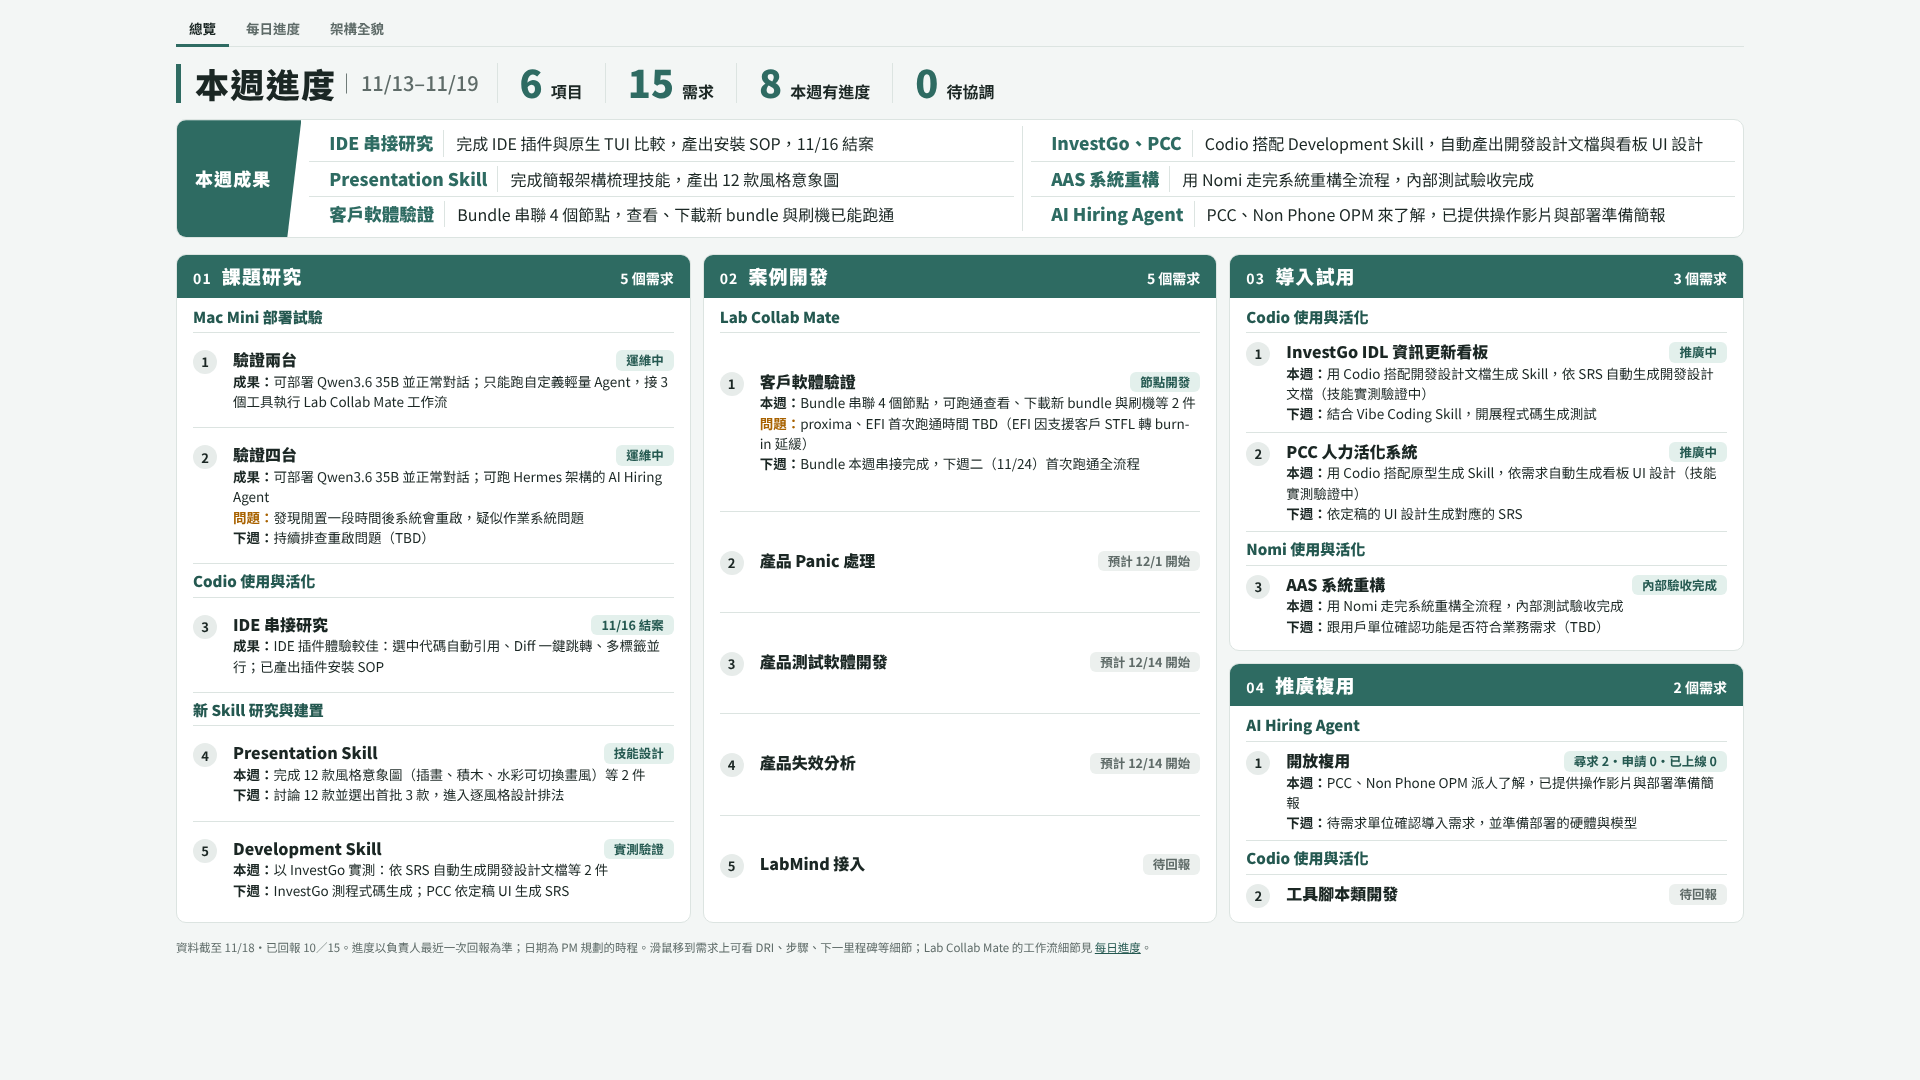 總覽
每日進度
架構全貌
本週進度
11/13–11/19
6 項目
15 需求
8 本週有進度
0 待協調
本週成果
IDE 串接研究
完成 IDE 插件與原生 TUI 比較，產出安裝 SOP，11/16 結案
Presentation Skill
完成簡報架構梳理技能，產出 12 款風格意象圖
客戶軟體驗證
Bundle 串聯 4 個節點，查看、下載新 bundle 與刷機已能跑通
InvestGo、PCC
Codio 搭配 Development Skill，自動產出開發設計文檔與看板 UI 設計
AAS 系統重構
用 Nomi 走完系統重構全流程，內部測試驗收完成
AI Hiring Agent
PCC、Non Phone OPM 來了解，已提供操作影片與部署準備簡報
01 課題研究
5 個需求
Mac Mini 部署試驗
1
驗證兩台
運維中
成果：可部署 Qwen3.6 35B 並正常對話；只能跑自定義輕量 Agent，接 3
個工具執行 Lab Collab Mate 工作流
2
驗證四台
運維中
成果：可部署 Qwen3.6 35B 並正常對話；可跑 Hermes 架構的 AI Hiring
Agent
問題：發現閒置一段時間後系統會重啟，疑似作業系統問題
下週：持續排查重啟問題（TBD）
Codio 使用與活化
3
IDE 串接研究
11/16 結案
成果：IDE 插件體驗較佳：選中代碼自動引用、Diff 一鍵跳轉、多標籤並
行；已產出插件安裝 SOP
新 Skill 研究與建置
4
Presentation Skill
技能設計
本週：完成 12 款風格意象圖（插畫、積木、水彩可切換畫風）等 2 件
下週：討論 12 款並選出首批 3 款，進入逐風格設計排法
5
Development Skill
實測驗證
本週：以 InvestGo 實測：依 SRS 自動生成開發設計文檔等 2 件
下週：InvestGo 測程式碼生成；PCC 依定稿 UI 生成 SRS
02 案例開發
5 個需求
Lab Collab Mate
1
客戶軟體驗證
節點開發
本週：Bundle 串聯 4 個節點，可跑通查看、下載新 bundle 與刷機等 2 件
問題：proxima、EFI 首次跑通時間 TBD（EFI 因支援客戶 STFL 轉 burn-
in 延緩）
下週：Bundle 本週串接完成，下週二（11/24）首次跑通全流程
2
產品 Panic 處理
預計 12/1 開始
3
產品測試軟體開發
預計 12/14 開始
4
產品失效分析
預計 12/14 開始
5
LabMind 接入
待回報
03 導入試用
3 個需求
Codio 使用與活化
1
InvestGo IDL 資訊更新看板
推廣中
本週：用 Codio 搭配開發設計文檔生成 Skill，依 SRS 自動生成開發設計
文檔（技能實測驗證中）
下週：結合 Vibe Coding Skill，開展程式碼生成測試
2
PCC 人力活化系統
推廣中
本週：用 Codio 搭配原型生成 Skill，依需求自動生成看板 UI 設計（技能
實測驗證中）
下週：依定稿的 UI 設計生成對應的 SRS
Nomi 使用與活化
3
AAS 系統重構
內部驗收完成
本週：用 Nomi 走完系統重構全流程，內部測試驗收完成
下週：跟用戶單位確認功能是否符合業務需求（TBD）
04 推廣複用
2 個需求
AI Hiring Agent
1
開放複用
尋求 2・申請 0・已上線 0
本週：PCC、Non Phone OPM 派人了解，已提供操作影片與部署準備簡
報
下週：待需求單位確認導入需求，並準備部署的硬體與模型
Codio 使用與活化
2
工具腳本類開發
待回報
資料截至 11/18・已回報 10／15。進度以負責人最近一次回報為準；日期為 PM 規劃的時程。滑鼠移到需求上可看 DRI、步驟、下一里程碑等細節；Lab Collab Mate 的工作流細節見 每日進度。